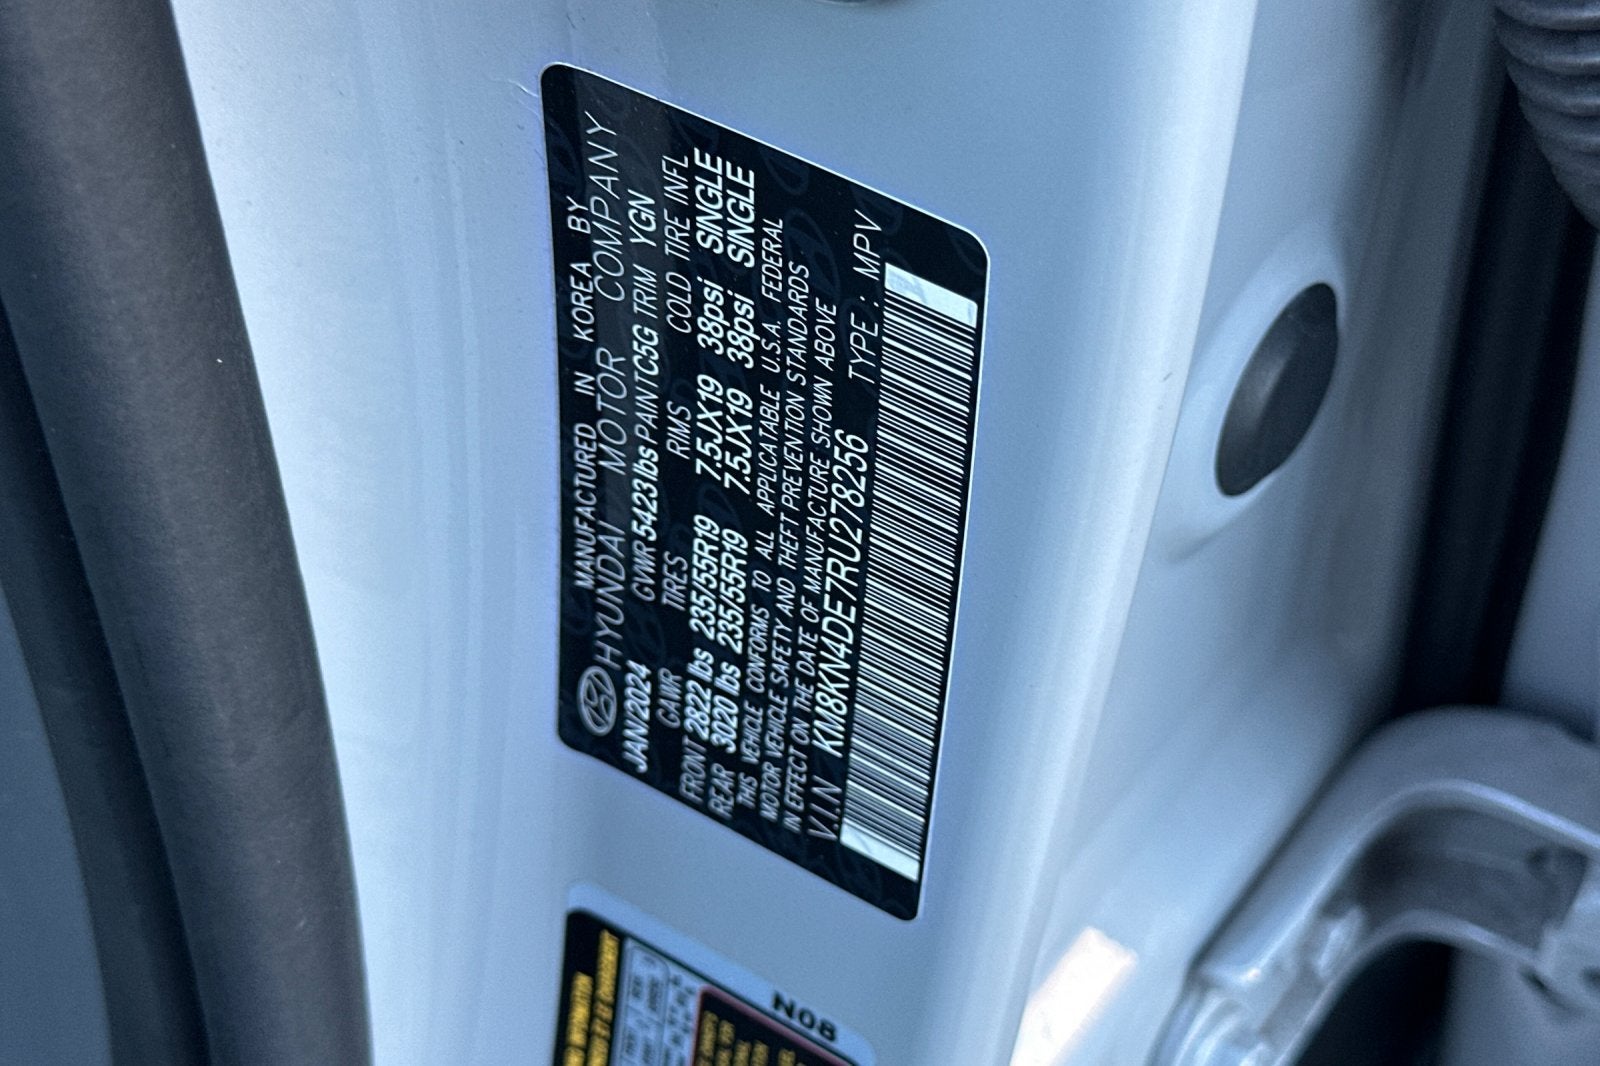 MANUFACTURED IN KOREA BY
HYUNDAI MOTOR COMPANY
JAN/2024 GVWR 5423 lbs PAINT C5G TRIM YGN
GAWR TIRES RIMS COLD TIRE INFL
FRONT 2822 lbs 235/55R19 7.5JX19 38psi SINGLE
REAR 3020 lbs 235/55R19 7.5JX19 38psi SINGLE
THIS VEHICLE CONFORMS TO ALL APPLICATABLE U.S.A. FEDERAL
MOTOR VEHICLE SAFETY AND THEFT PREVENTION STANDARDS
IN EFFECT ON THE DATE OF MANUFACTURE SHOWN ABOVE
V.I.N KM8KN4DE7RU278256 TYPE : MPV
N08